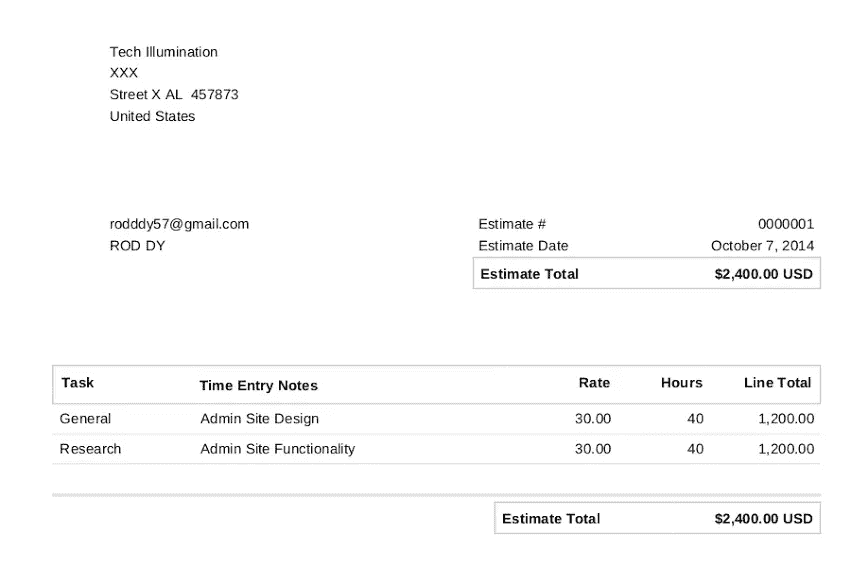 Tech Illumination
XXX
Street X AL  457873
United States
rodddy57@gmail.com
ROD DY
Estimate # 0000001
Estimate Date October 7, 2014
Estimate Total $2,400.00 USD
Task Time Entry Notes Rate Hours Line Total
General Admin Site Design 30.00 40 1,200.00
Research Admin Site Functionality 30.00 40 1,200.00
Estimate Total $2,400.00 USD